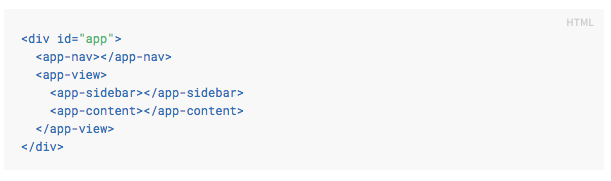 HTML
<div id="app">
  <app-nav></app-nav>
  <app-view>
    <app-sidebar></app-sidebar>
    <app-content></app-content>
  </app-view>
</div>